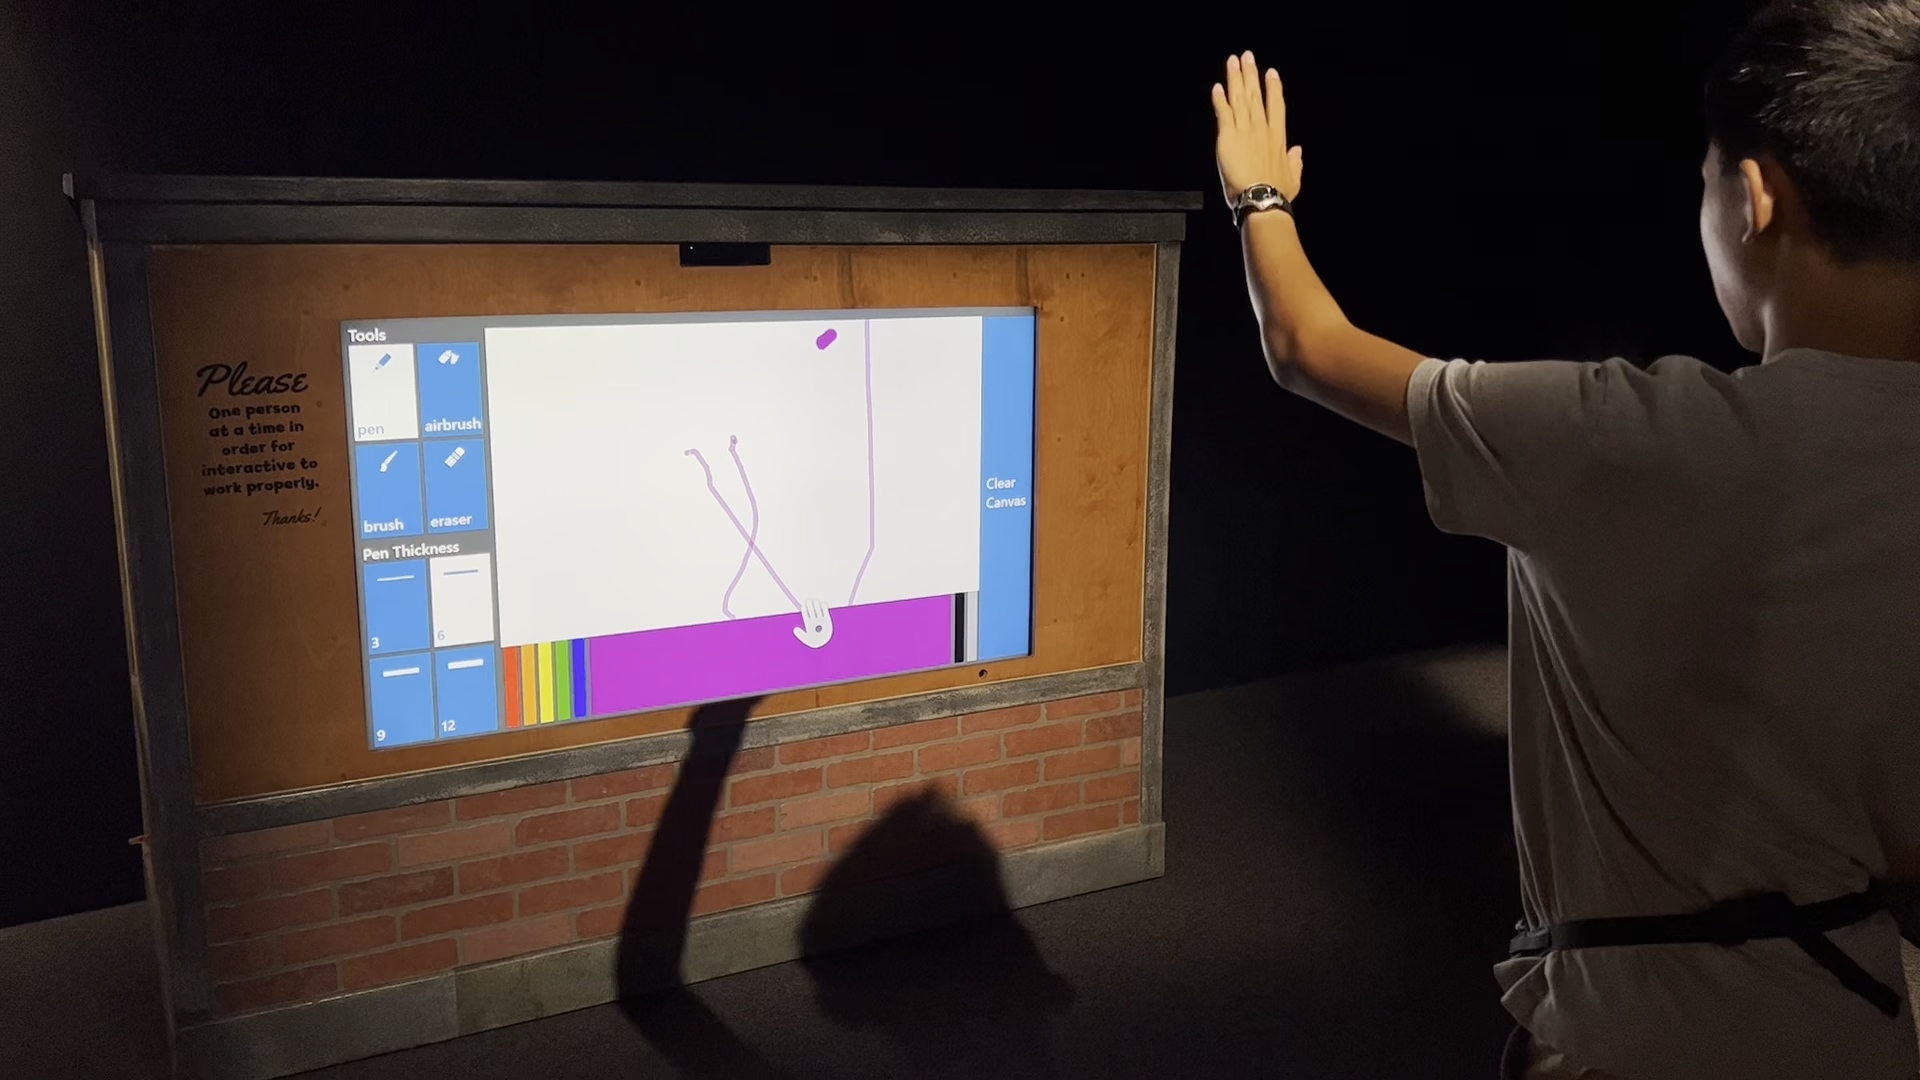 Please
One person
at a time in
order for
interactive to
work properly.
Thanks!
Tools
pen
airbrush
brush
eraser
Pen Thickness
3
6
9
12
Clear
Canvas